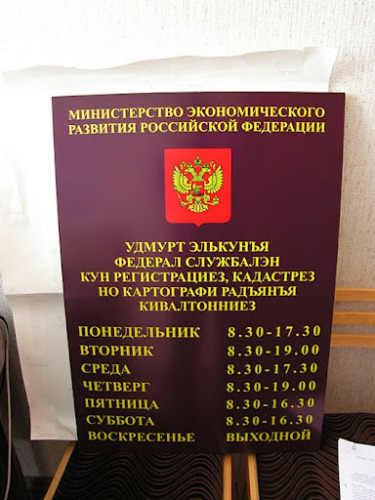 МИНИСТЕРСТВО ЭКОНОМИЧЕСКОГО
РАЗВИТИЯ РОССИЙСКОЙ ФЕДЕРАЦИИ
УДМУРТ ЭЛЬКУНЪЯ
ФЕДЕРАЛ СЛУЖБАЛЭН
КУН РЕГИСТРАЦИЕЗ, КАДАСТРЕЗ
НО КАРТОГРАФИ РАДЪЯНЪЯ
КИВАЛТОННИЕЗ
ПОНЕДЕЛЬНИК 8.30-17.30
ВТОРНИК 8.30-19.00
СРЕДА 8.30-17.30
ЧЕТВЕРГ 8.30-19.00
ПЯТНИЦА 8.30-16.30
СУББОТА 8.30-16.30
ВОСКРЕСЕНЬЕ ВЫХОДНОЙ